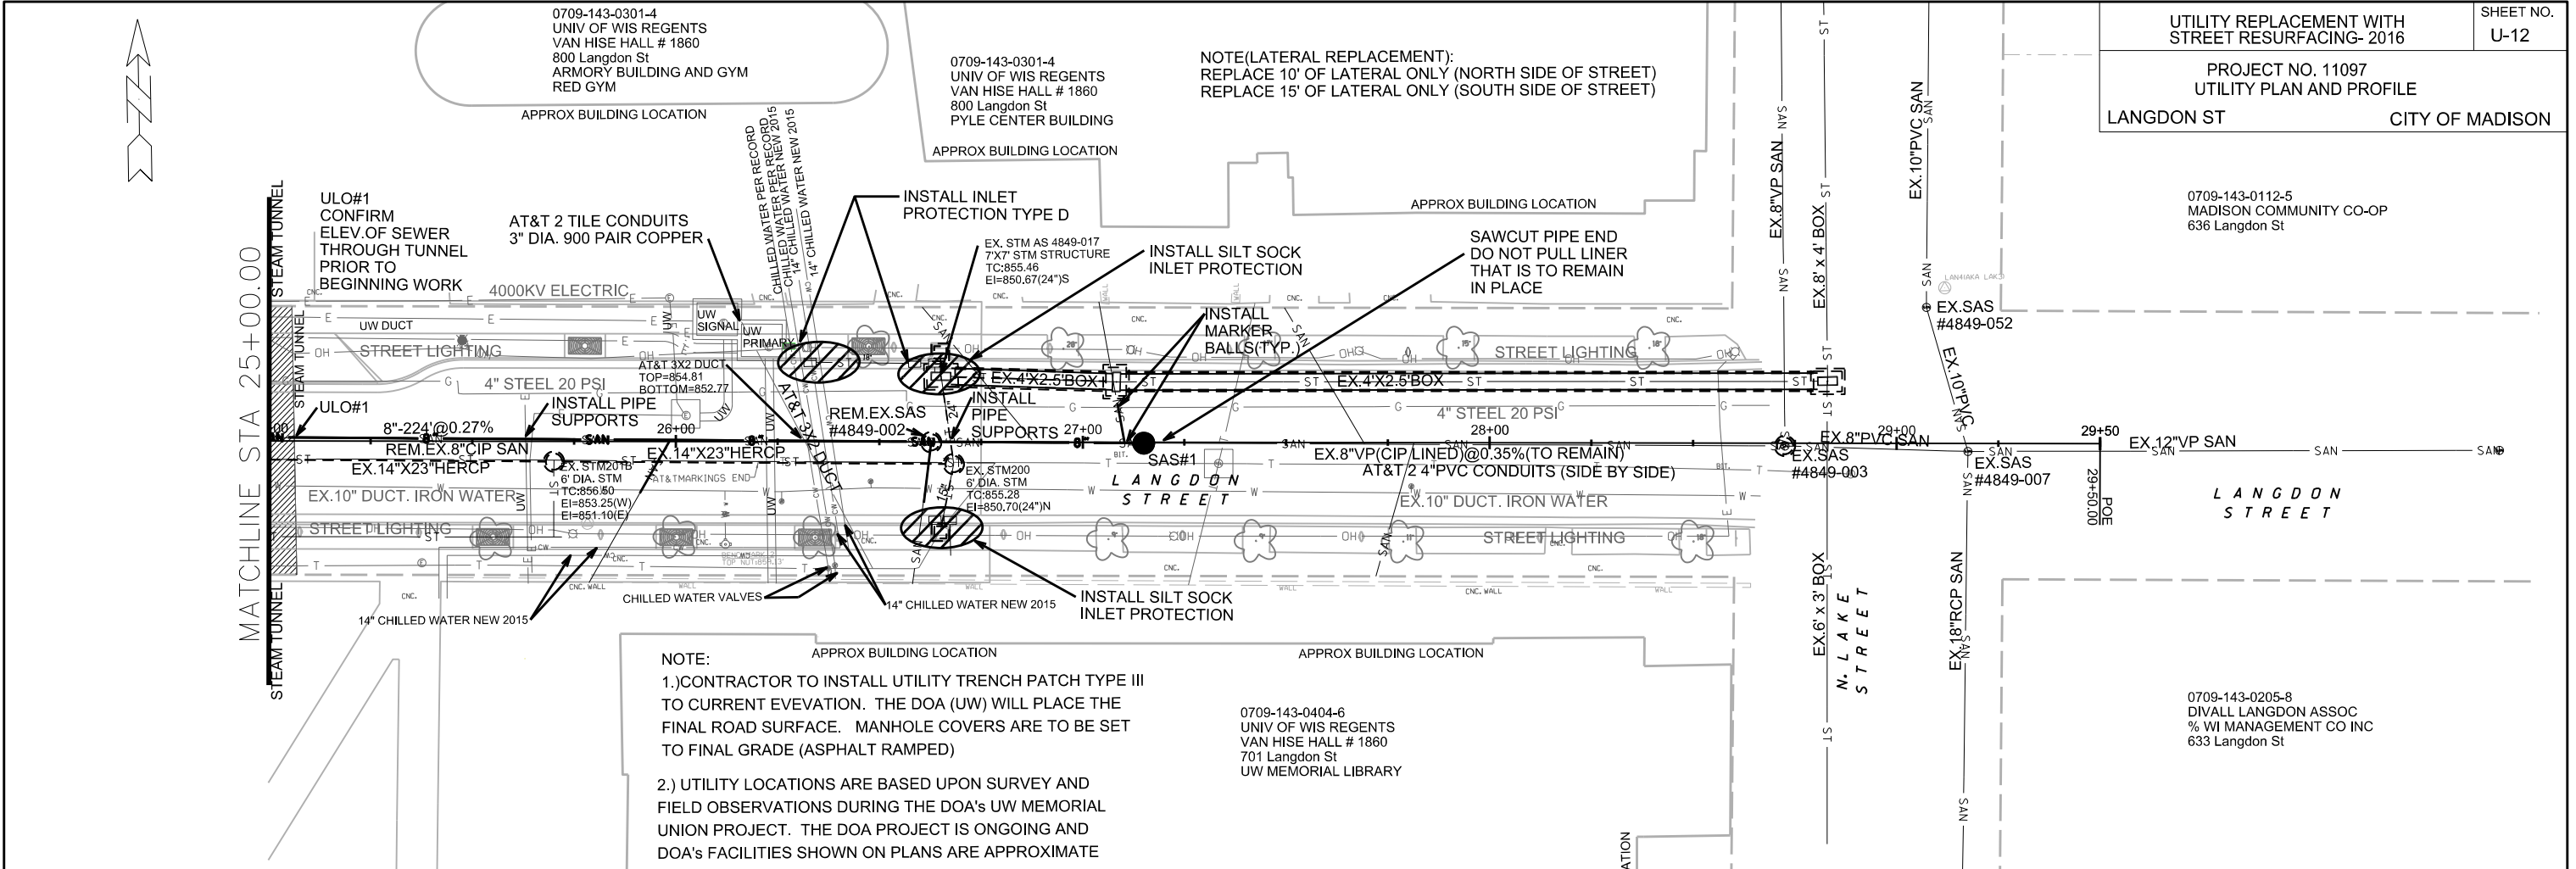 0709-143-0301-4
UNIV OF WIS REGENTS
VAN HISE HALL # 1860
800 Langdon St
ARMORY BUILDING AND GYM
RED GYM
APPROX BUILDING LOCATION
0709-143-0301-4
UNIV OF WIS REGENTS
VAN HISE HALL # 1860
800 Langdon St
PYLE CENTER BUILDING
APPROX BUILDING LOCATION
NOTE(LATERAL REPLACEMENT):
REPLACE 10' OF LATERAL ONLY (NORTH SIDE OF STREET)
REPLACE 15' OF LATERAL ONLY (SOUTH SIDE OF STREET)
UTILITY REPLACEMENT WITH
STREET RESURFACING- 2016
SHEET NO.
U-12
PROJECT NO. 11097
UTILITY PLAN AND PROFILE
LANGDON ST
CITY OF MADISON
N
MATCHLINE STA 25+00.00
STEAM TUNNEL
STEAM TUNNEL
STEAM TUNNEL
ULO#1
CONFIRM
ELEV.OF SEWER
THROUGH TUNNEL
PRIOR TO
BEGINNING WORK
AT&T 2 TILE CONDUITS
3" DIA. 900 PAIR COPPER
CHILLED WATER PER RECORD
CHILLED WATER PER RECORD
14" CHILLED WATER NEW 2015
14" CHILLED WATER NEW 2015
INSTALL INLET
PROTECTION TYPE D
EX. STM AS 4849-017
7'X7' STM STRUCTURE
TC:855.46
EI=850.67(24")S
INSTALL SILT SOCK
INLET PROTECTION
APPROX BUILDING LOCATION
SAWCUT PIPE END
DO NOT PULL LINER
THAT IS TO REMAIN
IN PLACE
INSTALL
MARKER
BALLS(TYP.)
EX.8"VP SAN
EX.8' x 4' BOX
EX.10"PVC SAN
0709-143-0112-5
MADISON COMMUNITY CO-OP
636 Langdon St
EX.SAS
#4849-052
EX.10"PVC
4000KV ELECTRIC
UW DUCT
STREET LIGHTING
UW
SIGNAL
UW
PRIMARY
AT&T 3X2 DUCT
TOP=854.81
BOTTOM=852.77
4" STEEL 20 PSI
ULO#1
INSTALL PIPE
SUPPORTS
AT&T 3X2 DUCT
REM.EX.SAS
#4849-002
INSTALL
PIPE
SUPPORTS
EX.4'X2.5'BOX
EX.4'X2.5'BOX
STREET LIGHTING
4" STEEL 20 PSI
8"-224'@0.27%
REM.EX.8"CIP SAN
EX.14"X23"HERCP
26+00
EX.14"X23"HERCP
27+00
SAS#1
28+00
29+00
29+50
EX.8"VP(CIP LINED)@0.35%(TO REMAIN)
AT&T 2 4"PVC CONDUITS (SIDE BY SIDE)
EX.8"PVC SAN
EX.SAS
#4849-003
EX.SAS
#4849-007
EX.12"VP SAN
29+50.00
POE
EX. STM201B
6' DIA. STM
TC:856.50
EI=853.25(W)
EI=851.10(E)
AT&TMARKINGS END
EX. STM200
6' DIA. STM
TC:855.28
EI=850.70(24")N
LANGDON
STREET
LANGDON
STREET
EX.10" DUCT. IRON WATER
EX.10" DUCT. IRON WATER
STREET LIGHTING
STREET LIGHTING
14" CHILLED WATER NEW 2015
CHILLED WATER VALVES
14" CHILLED WATER NEW 2015
INSTALL SILT SOCK
INLET PROTECTION
CNC. WALL
CNC. WALL
EX.6' x 3' BOX
N. LAKE
STREET
EX.18"RCP SAN
APPROX BUILDING LOCATION
APPROX BUILDING LOCATION
NOTE:
1.)CONTRACTOR TO INSTALL UTILITY TRENCH PATCH TYPE III
TO CURRENT EVEVATION. THE DOA (UW) WILL PLACE THE
FINAL ROAD SURFACE. MANHOLE COVERS ARE TO BE SET
TO FINAL GRADE (ASPHALT RAMPED)
2.) UTILITY LOCATIONS ARE BASED UPON SURVEY AND
FIELD OBSERVATIONS DURING THE DOA's UW MEMORIAL
UNION PROJECT. THE DOA PROJECT IS ONGOING AND
DOA's FACILITIES SHOWN ON PLANS ARE APPROXIMATE
0709-143-0404-6
UNIV OF WIS REGENTS
VAN HISE HALL # 1860
701 Langdon St
UW MEMORIAL LIBRARY
0709-143-0205-8
DIVALL LANGDON ASSOC
% WI MANAGEMENT CO INC
633 Langdon St